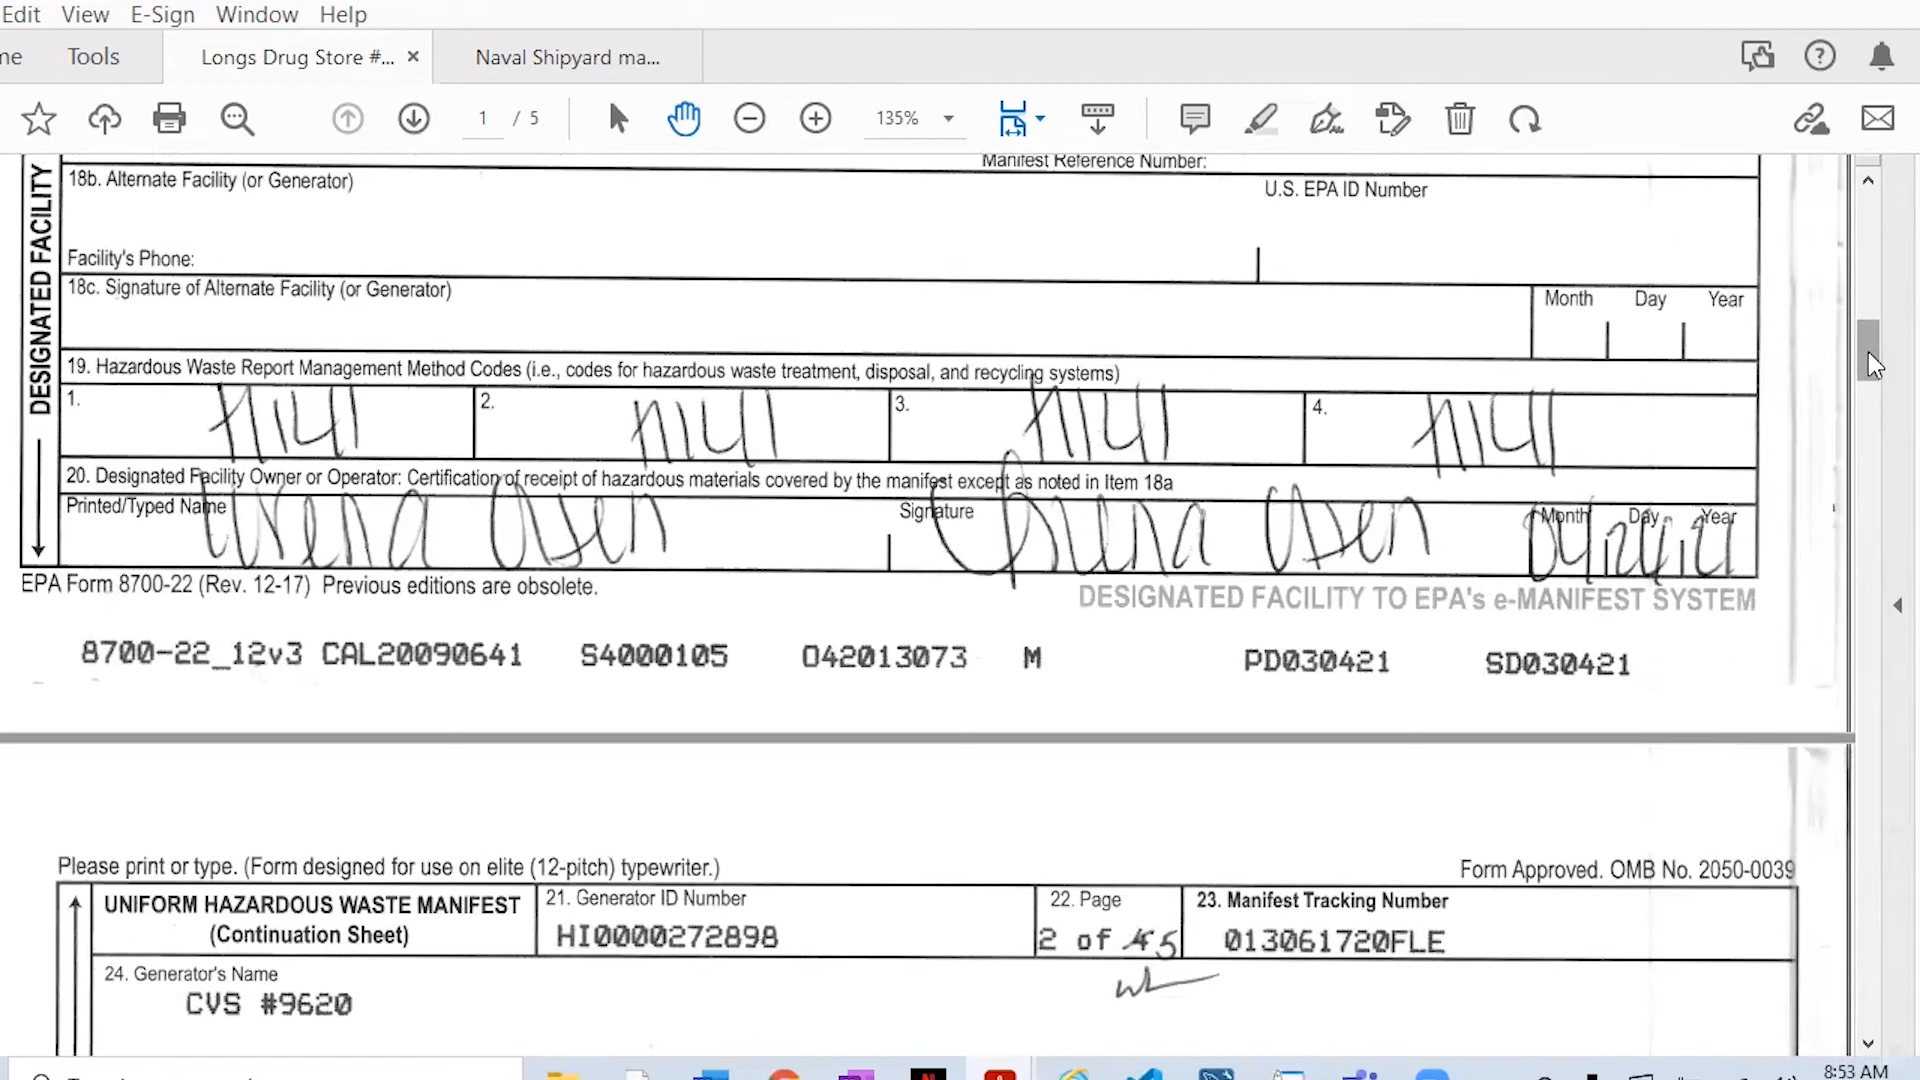 Edit View E-Sign Window Help
me Tools Longs Drug Store #... × Naval Shipyard ma...
1 / 5 135%
Manifest Reference Number:
DESIGNATED FACILITY
18b. Alternate Facility (or Generator) U.S. EPA ID Number
Facility's Phone:
18c. Signature of Alternate Facility (or Generator) Month Day Year
19. Hazardous Waste Report Management Method Codes (i.e., codes for hazardous waste treatment, disposal, and recycling systems)
1. H141 2. H141 3. H141 4. H141
20. Designated Facility Owner or Operator: Certification of receipt of hazardous materials covered by the manifest except as noted in Item 18a
Printed/Typed Name Signature Month Day Year
EPA Form 8700-22 (Rev. 12-17) Previous editions are obsolete.
DESIGNATED FACILITY TO EPA's e-MANIFEST SYSTEM
8700-22_12v3 CAL20090641 S4000105 O42013073 M PD030421 SD030421
Please print or type. (Form designed for use on elite (12-pitch) typewriter.) Form Approved. OMB No. 2050-0039
UNIFORM HAZARDOUS WASTE MANIFEST
(Continuation Sheet)
21. Generator ID Number
HI0000272898
22. Page
2 of 45
23. Manifest Tracking Number
013061720FLE
24. Generator's Name
CVS #9620
8:53 AM